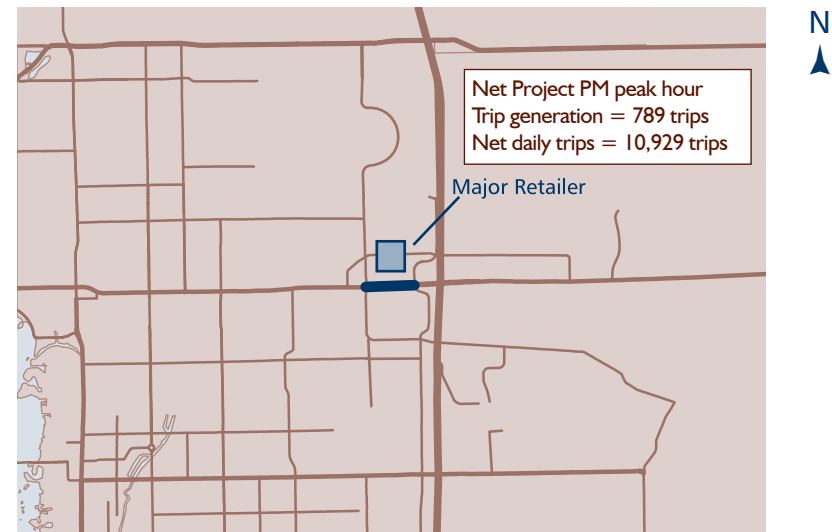 N
Net Project PM peak hour
Trip generation = 789 trips
Net daily trips = 10,929 trips
Major Retailer